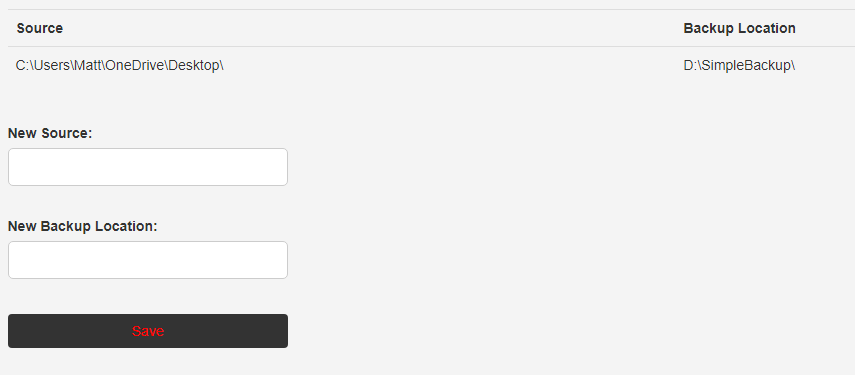 Source Backup Location
C:\Users\Matt\OneDrive\Desktop\ D:\SimpleBackup\
New Source:
New Backup Location:
Save